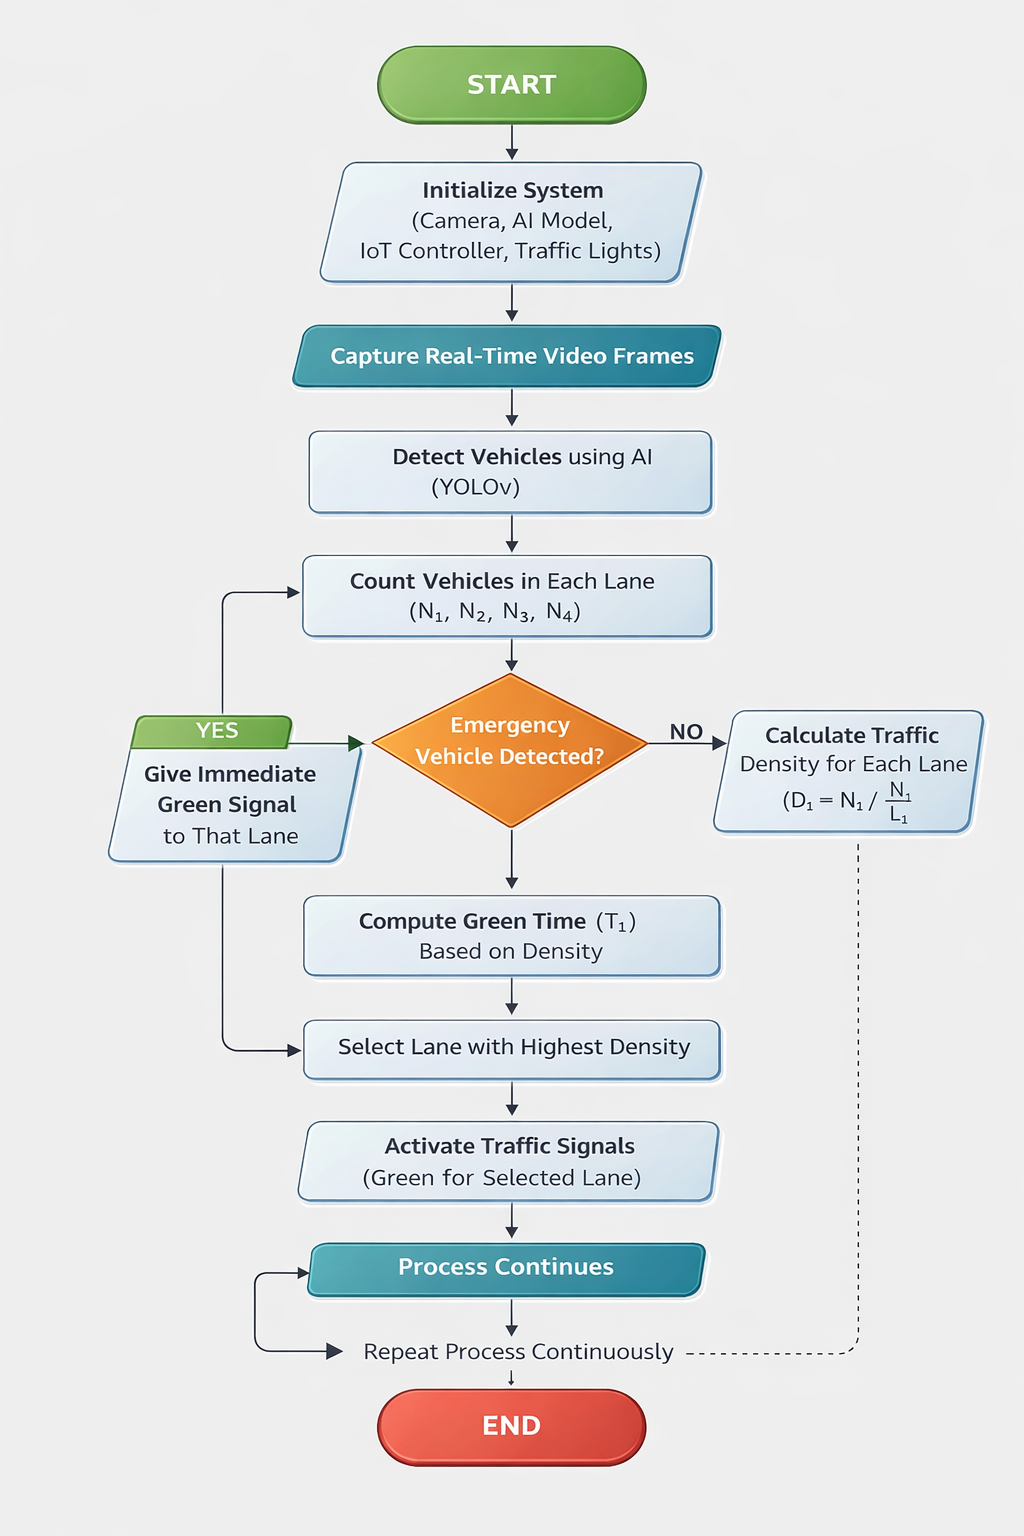 START
Initialize System
(Camera, AI Model,
IoT Controller, Traffic Lights)
Capture Real-Time Video Frames
Detect Vehicles using AI
(YOLOv)
Count Vehicles in Each Lane
(N₁, N₂, N₃, N₄)
YES
Give Immediate
Green Signal
to That Lane
Emergency
Vehicle Detected?
NO
Calculate Traffic
Density for Each Lane
(D₁ = N₁ / N₁
L₁
Compute Green Time (T₁)
Based on Density
Select Lane with Highest Density
Activate Traffic Signals
(Green for Selected Lane)
Process Continues
Repeat Process Continuously
END